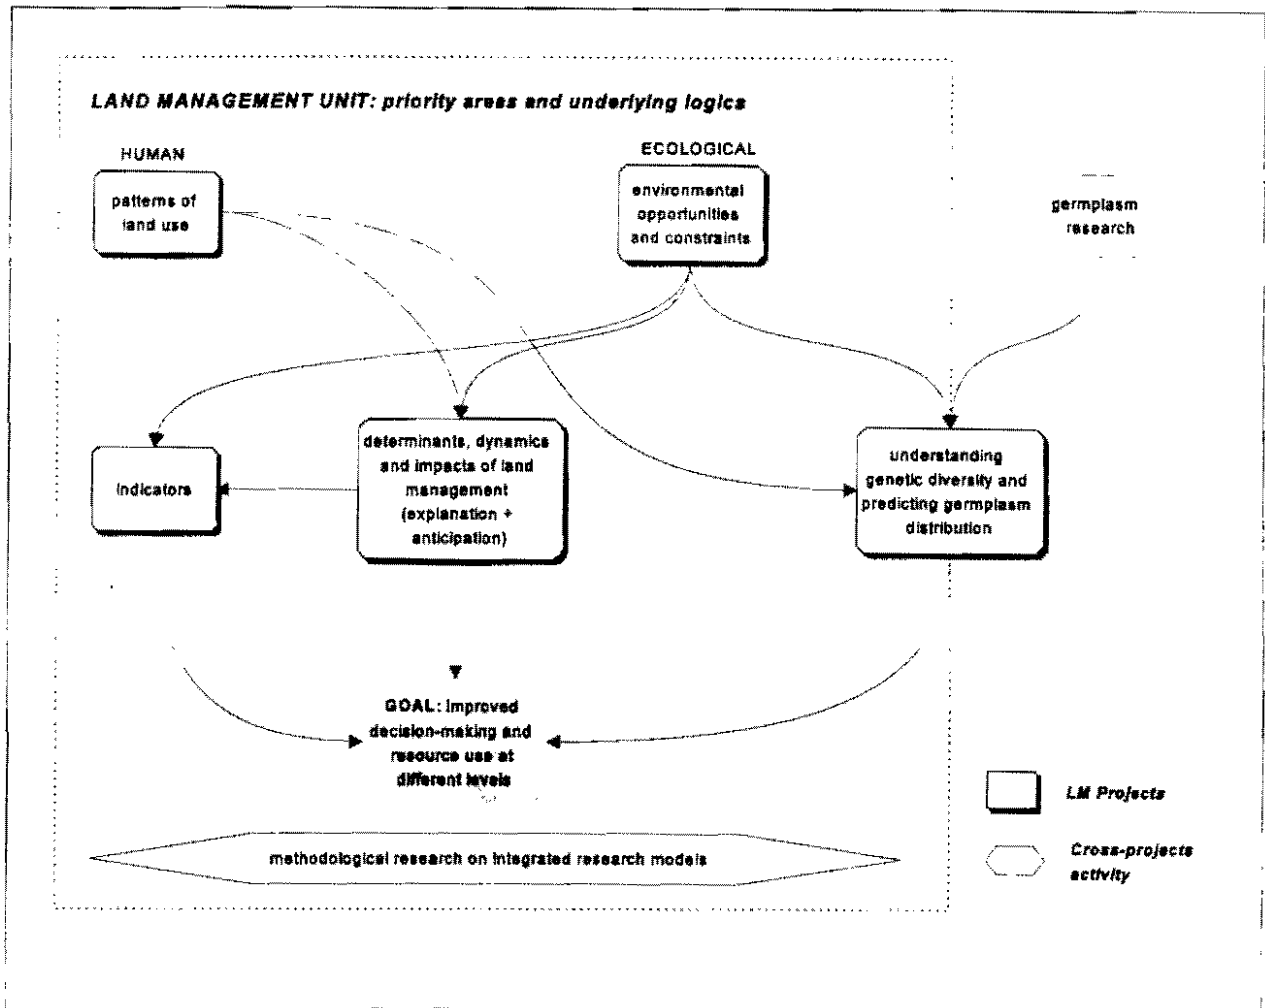 LAND MANAGEMENT UNIT: priority areas and underlying logics
HUMAN
patterns of
land use
ECOLOGICAL
environmental
opportunities
and constraints
germplasm
research
Indicators
determinants, dynamics
and impacts of land
management
(explanation +
anticipation)
understanding
genetic diversity and
predicting germplasm
distribution
GOAL: Improved
decision-making and
resource use at
different levels
methodological research on integrated research models
LM Projects
Cross-projects
activity